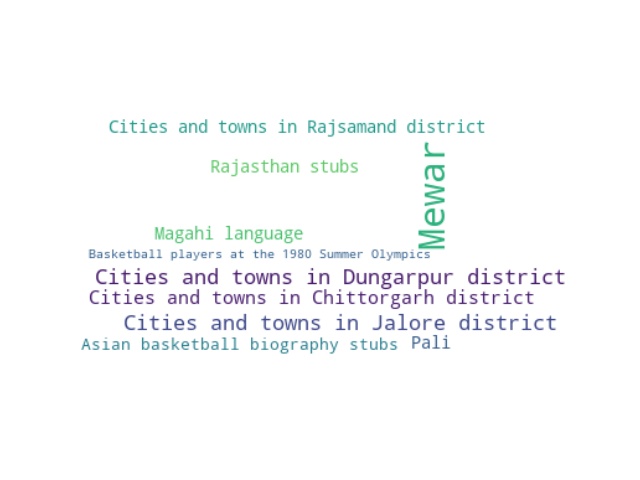 Cities and towns in Rajsamand district
Rajasthan stubs
Mewar
Magahi language
Basketball players at the 1980 Summer Olympics
Cities and towns in Dungarpur district
Cities and towns in Chittorgarh district
Cities and towns in Jalore district
Asian basketball biography stubs
Pali